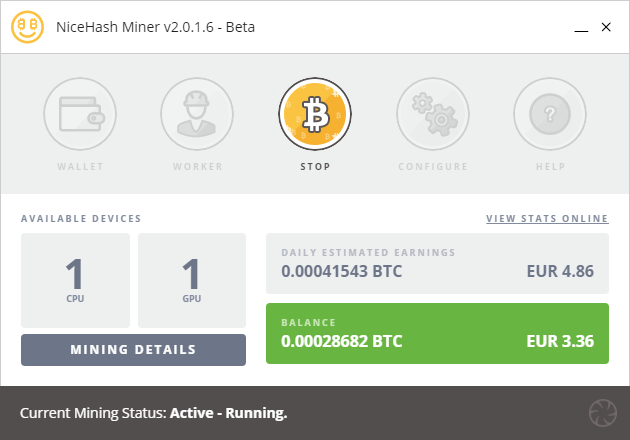 NiceHash Miner v2.0.1.6 - Beta
WALLET
WORKER
STOP
CONFIGURE
HELP
AVAILABLE DEVICES
VIEW STATS ONLINE
1
CPU
1
GPU
MINING DETAILS
DAILY ESTIMATED EARNINGS
0.00041543 BTC
EUR 4.86
BALANCE
0.00028682 BTC
EUR 3.36
Current Mining Status: Active - Running.